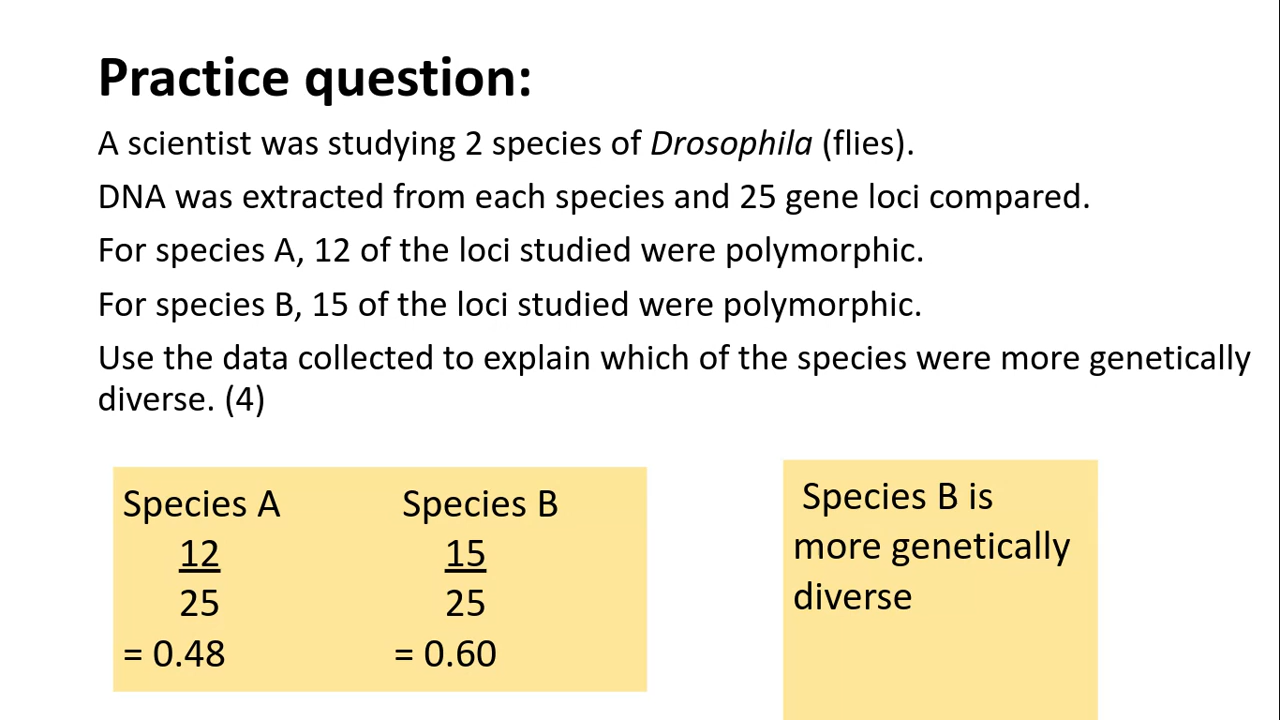 Practice question:
A scientist was studying 2 species of Drosophila (flies).
DNA was extracted from each species and 25 gene loci compared.
For species A, 12 of the loci studied were polymorphic.
For species B, 15 of the loci studied were polymorphic.
Use the data collected to explain which of the species were more genetically
diverse. (4)
Species A Species B
12 15
25 25
= 0.48 = 0.60
Species B is
more genetically
diverse